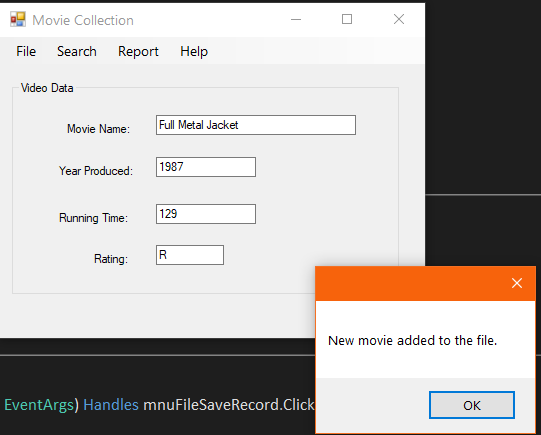 Movie Collection
File Search Report Help
Video Data
Movie Name: Full Metal Jacket
Year Produced: 1987
Running Time: 129
Rating: R
New movie added to the file.
OK
EventArgs) Handles mnuFileSaveRecord.Click